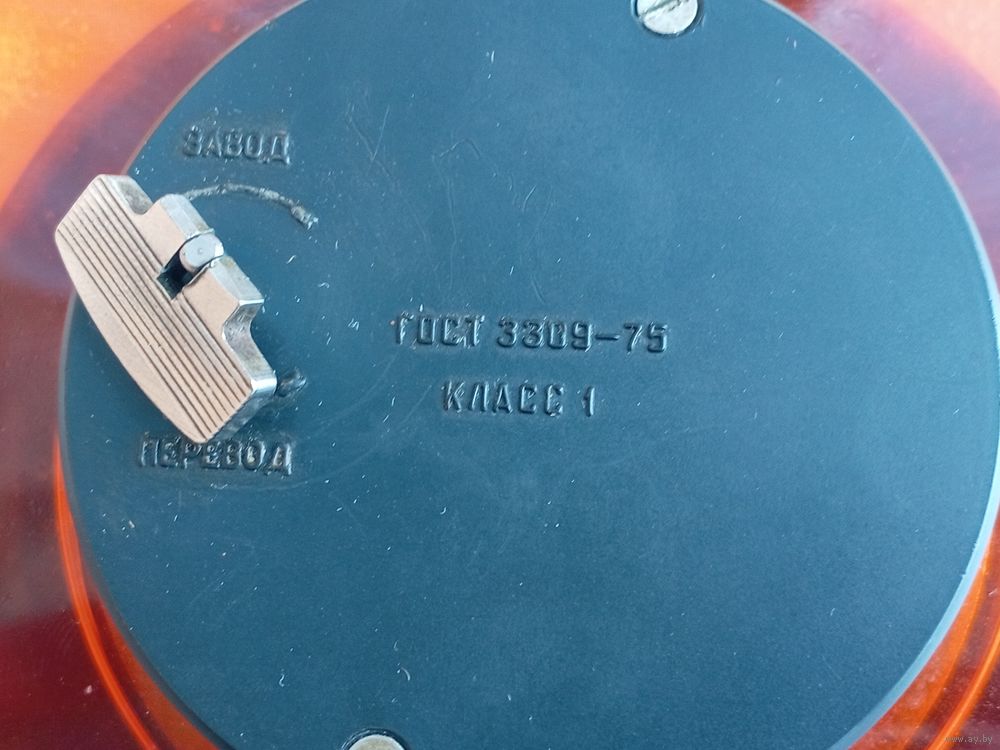 ЗАВОД
ГОСТ 3309-75
КЛАСС 1
ПЕРЕВОД
www.ay.by